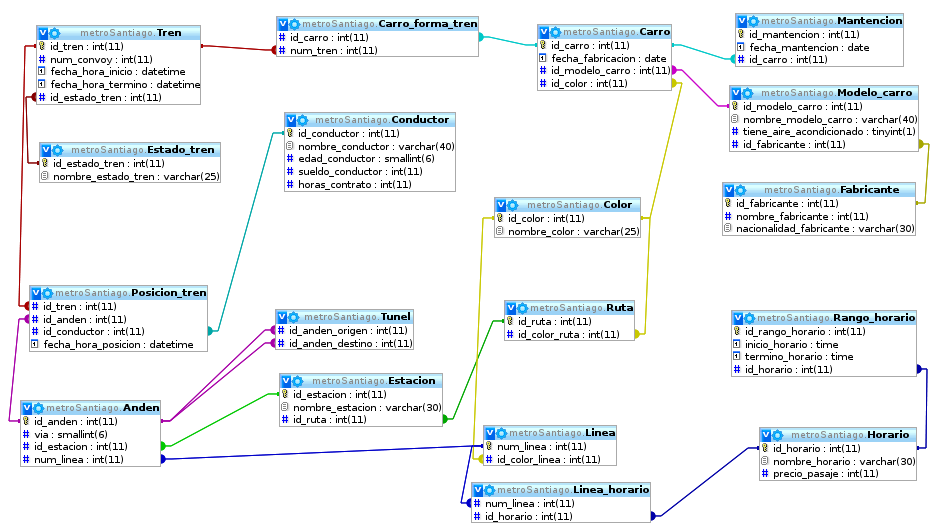 metroSantiago.Tren
id_tren : int(11)
num_convoy : int(11)
fecha_hora_inicio : datetime
fecha_hora_termino : datetime
id_estado_tren : int(11)
metroSantiago.Carro_forma_tren
id_carro : int(11)
num_tren : int(11)
metroSantiago.Carro
id_carro : int(11)
fecha_fabricacion : date
id_modelo_carro : int(11)
id_color : int(11)
metroSantiago.Mantencion
id_mantencion : int(11)
fecha_mantencion : date
id_carro : int(11)
metroSantiago.Modelo_carro
id_modelo_carro : int(11)
nombre_modelo_carro : varchar(40)
tiene_aire_acondicionado : tinyint(1)
id_fabricante : int(11)
metroSantiago.Conductor
id_conductor : int(11)
nombre_conductor : varchar(40)
edad_conductor : smallint(6)
sueldo_conductor : int(11)
horas_contrato : int(11)
metroSantiago.Estado_tren
id_estado_tren : int(11)
nombre_estado_tren : varchar(25)
metroSantiago.Fabricante
id_fabricante : int(11)
nombre_fabricante : int(11)
nacionalidad_fabricante : varchar(30)
metroSantiago.Color
id_color : int(11)
nombre_color : varchar(25)
metroSantiago.Posicion_tren
id_tren : int(11)
id_anden : int(11)
id_conductor : int(11)
fecha_hora_posicion : datetime
metroSantiago.Tunel
id_anden_origen : int(11)
id_anden_destino : int(11)
metroSantiago.Ruta
id_ruta : int(11)
id_color_ruta : int(11)
metroSantiago.Rango_horario
id_rango_horario : int(11)
inicio_horario : time
termino_horario : time
id_horario : int(11)
metroSantiago.Estacion
id_estacion : int(11)
nombre_estacion : varchar(30)
id_ruta : int(11)
metroSantiago.Anden
id_anden : int(11)
via : smallint(6)
id_estacion : int(11)
num_linea : int(11)
metroSantiago.Linea
num_linea : int(11)
id_color_linea : int(11)
metroSantiago.Horario
id_horario : int(11)
nombre_horario : varchar(30)
precio_pasaje : int(11)
metroSantiago.Linea_horario
num_linea : int(11)
id_horario : int(11)